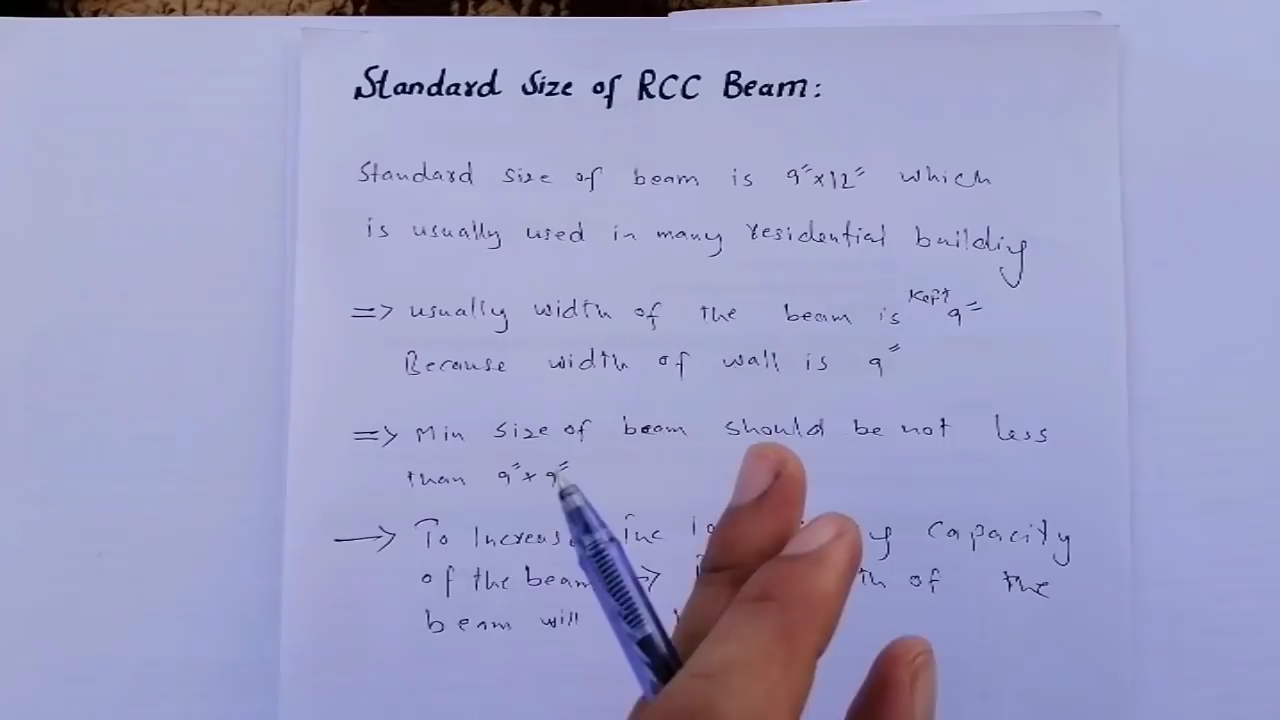 Standard Size of RCC Beam:
Standard size of beam is 9"x12" which
is usually used in many residential building
=> usually width of the beam is kept 9"
Because width of wall is 9"
=> Min size of beam should be not less
than 9"x9"
→ To Increase capacity
of the beam → of the
beam will